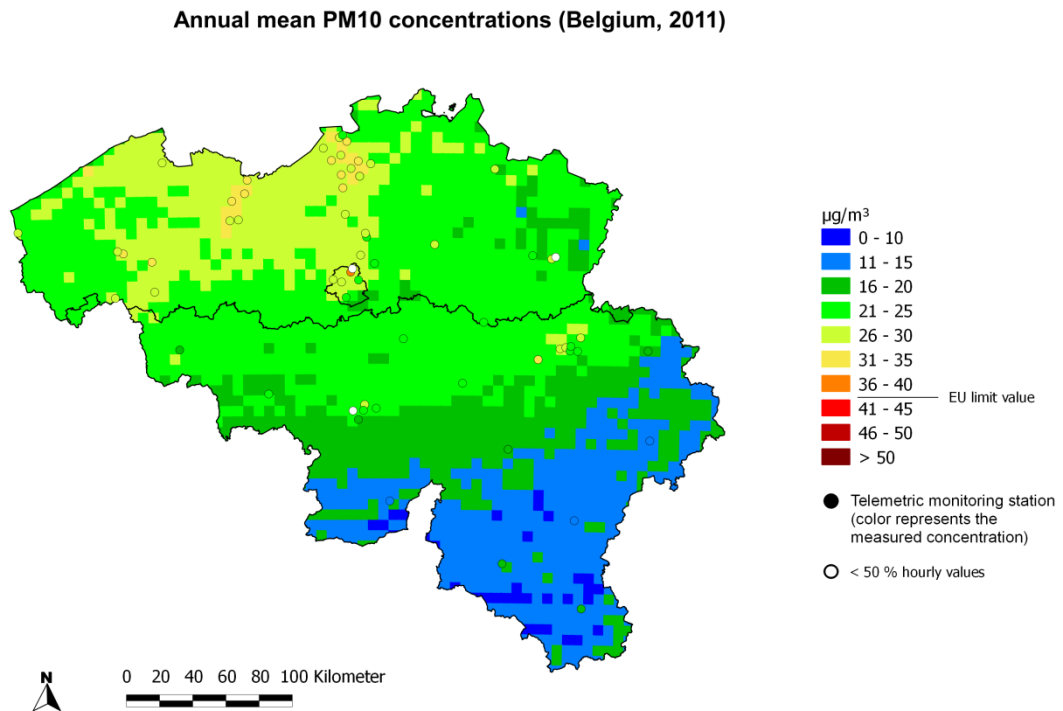 Annual mean PM10 concentrations (Belgium, 2011)
µg/m³
0 - 10
11 - 15
16 - 20
21 - 25
26 - 30
31 - 35
36 - 40
EU limit value
41 - 45
46 - 50
> 50
Telemetric monitoring station
(color represents the
measured concentration)
< 50 % hourly values
N
0 20 40 60 80 100 Kilometer